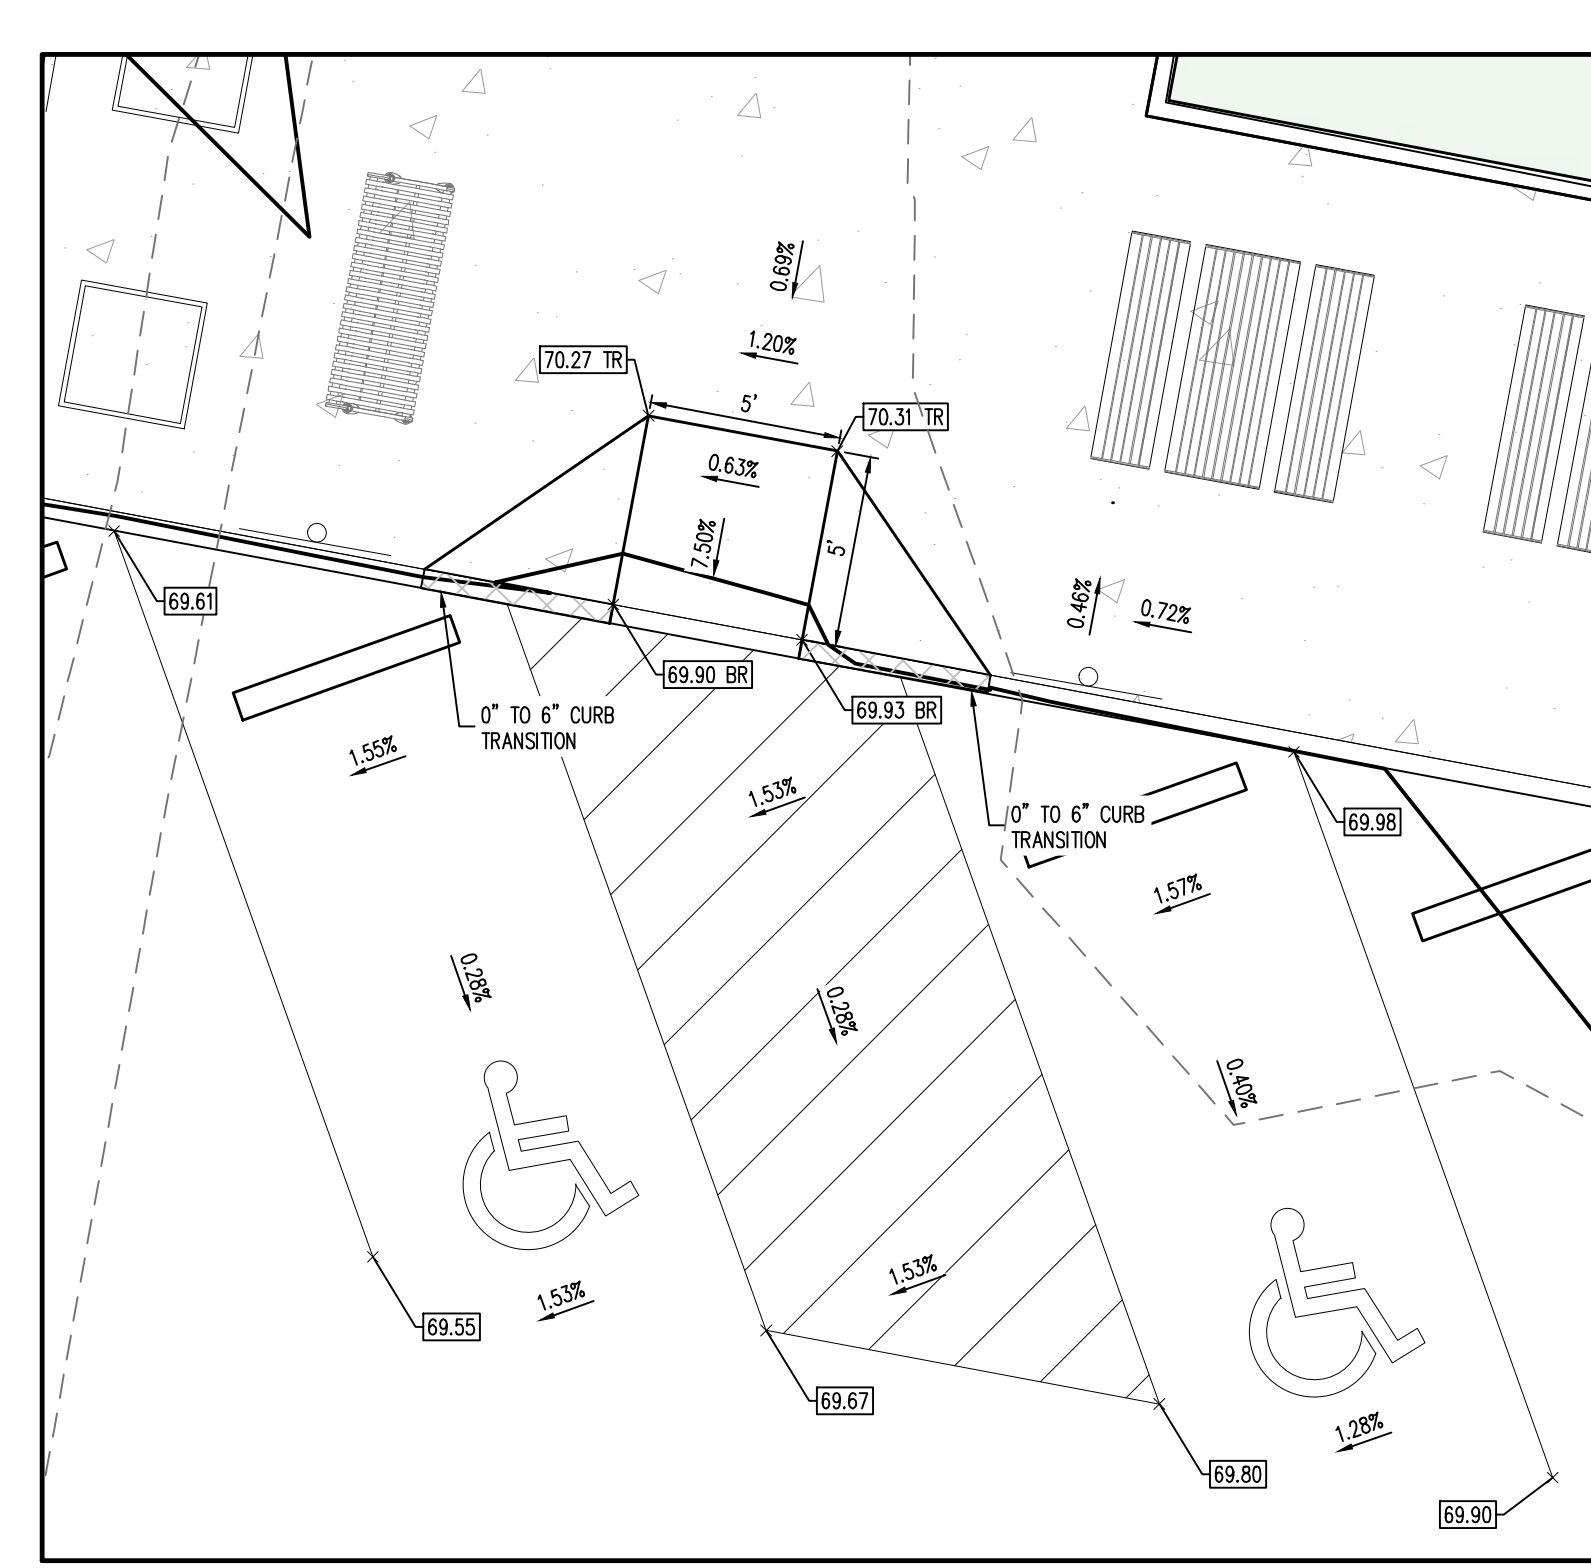 0.69%
1.20%
70.27 TR
5'
70.31 TR
0.63%
7.50%
5'
0.46%
0.72%
69.61
69.90 BR
69.93 BR
0” TO 6” CURB
TRANSITION
1.55%
1.53%
0” TO 6” CURB
TRANSITION
69.98
1.57%
0.28%
0.28%
0.40%
1.53%
1.53%
69.55
69.67
1.28%
69.80
69.90